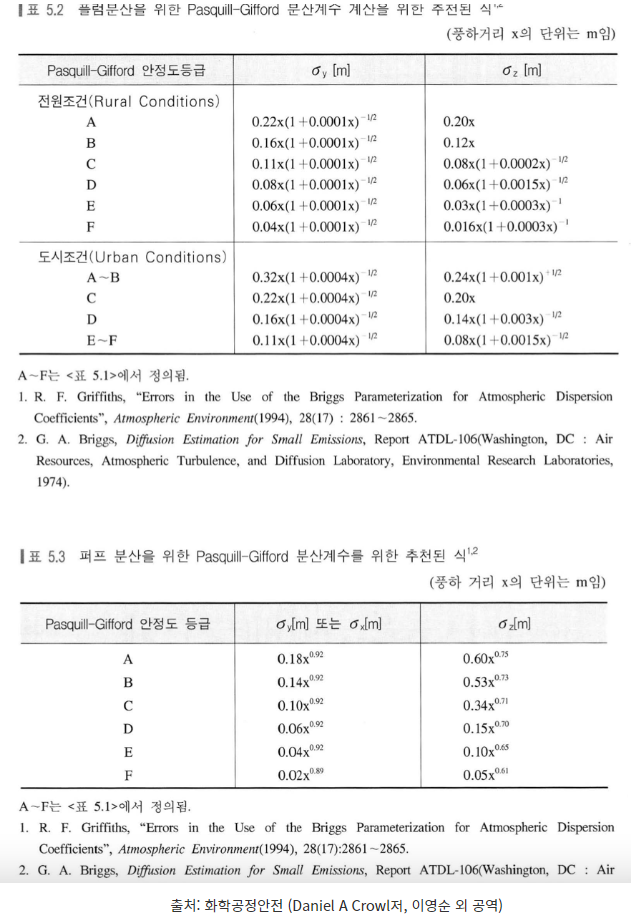 표 5.2 플럼분산을 위한 Pasquill-Gifford 분산계수 계산을 위한 추천된 식¹,²
(풍하거리 x의 단위는 m임)
Pasquill-Gifford 안정도등급 σy [m] σz [m]
전원조건(Rural Conditions)
A 0.22x(1+0.0001x)^-1/2 0.20x
B 0.16x(1+0.0001x)^-1/2 0.12x
C 0.11x(1+0.0001x)^-1/2 0.08x(1+0.0002x)^-1/2
D 0.08x(1+0.0001x)^-1/2 0.06x(1+0.0015x)^-1/2
E 0.06x(1+0.0001x)^-1/2 0.03x(1+0.0003x)^-1
F 0.04x(1+0.0001x)^-1/2 0.016x(1+0.0003x)^-1
도시조건(Urban Conditions)
A~B 0.32x(1+0.0004x)^-1/2 0.24x(1+0.001x)^+1/2
C 0.22x(1+0.0004x)^-1/2 0.20x
D 0.16x(1+0.0004x)^-1/2 0.14x(1+0.003x)^-1/2
E~F 0.11x(1+0.0004x)^-1/2 0.08x(1+0.0015x)^-1/2
A~F는 <표 5.1>에서 정의됨.
1. R. F. Griffiths, “Errors in the Use of the Briggs Parameterization for Atmospheric Dispersion
Coefficients”, Atmospheric Environment(1994), 28(17) : 2861~2865.
2. G. A. Briggs, Diffusion Estimation for Small Emissions, Report ATDL-106(Washington, DC : Air
Resources, Atmospheric Turbulence, and Diffusion Laboratory, Environmental Research Laboratories,
1974).
표 5.3 퍼프 분산을 위한 Pasquill-Gifford 분산계수를 위한 추천된 식¹,²
(풍하 거리 x의 단위는 m임)
Pasquill-Gifford 안정도 등급 σy[m] 또는 σx[m] σz[m]
A 0.18x^0.92 0.60x^0.75
B 0.14x^0.92 0.53x^0.73
C 0.10x^0.92 0.34x^0.71
D 0.06x^0.92 0.15x^0.70
E 0.04x^0.92 0.10x^0.65
F 0.02x^0.89 0.05x^0.61
A~F는 <표 5.1>에서 정의됨.
1. R. F. Griffiths, “Errors in the Use of the Briggs Parameterization for Atmospheric Dispersion
Coefficients”, Atmospheric Environment(1994), 28(17):2861~2865.
2. G. A. Briggs, Diffusion Estimation for Small Emissions, Report ATDL-106(Washington, DC : Air
출처: 화학공정안전 (Daniel A Crowl저, 이영순 외 공역)